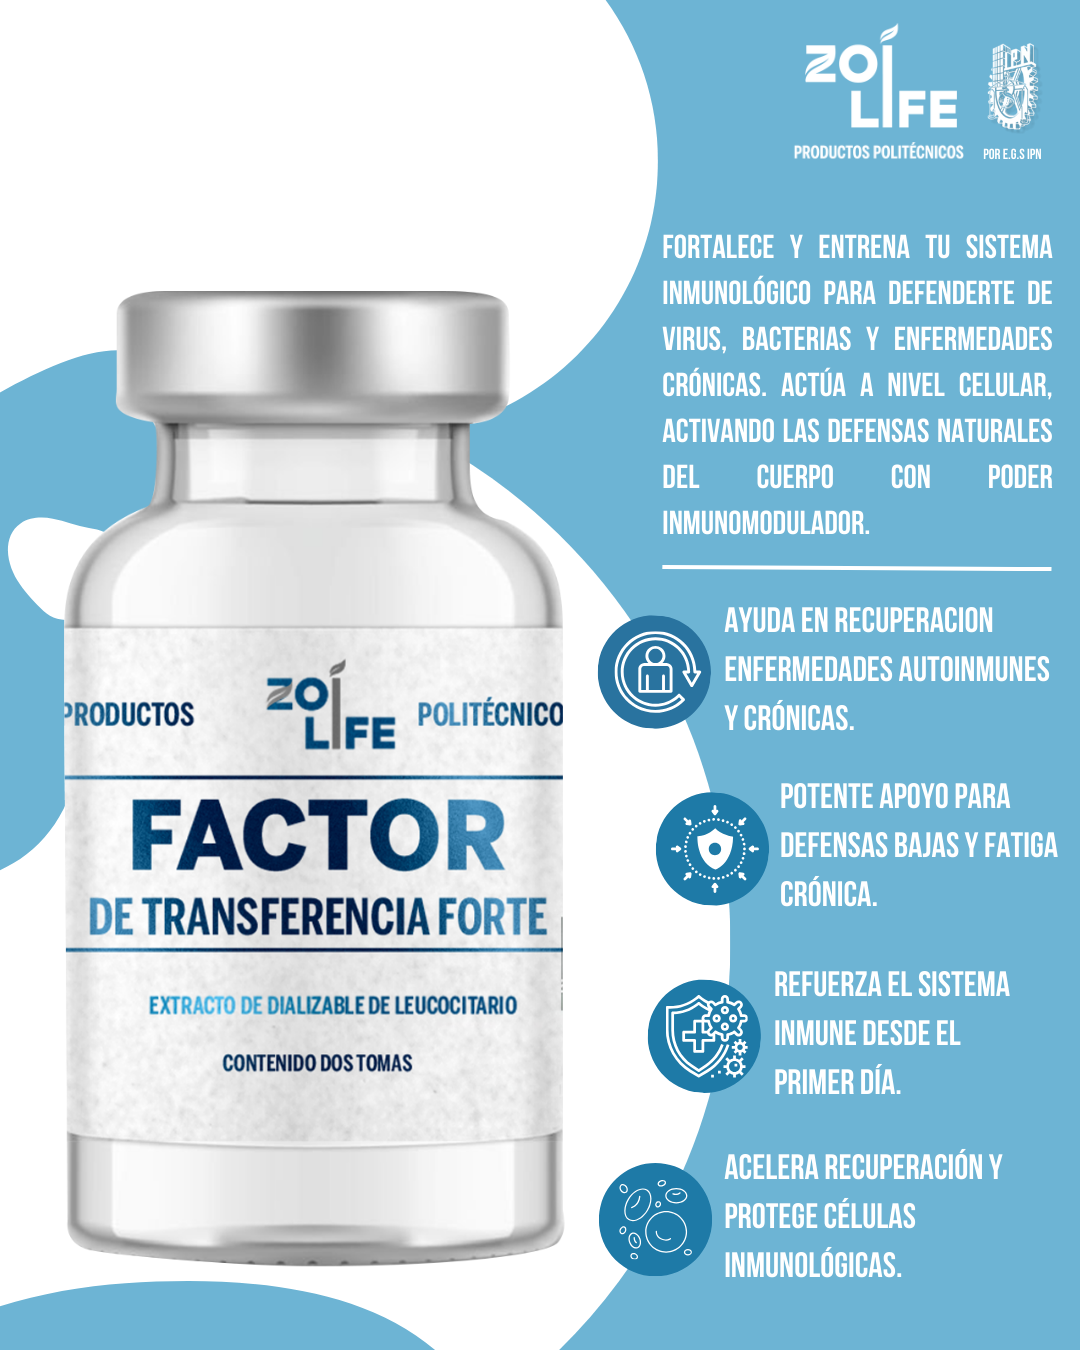 ZOÍ
LIFE
PRODUCTOS POLITÉCNICOS
IPN
POR E.G.S IPN
FORTALECE Y ENTRENA TU SISTEMA
INMUNOLÓGICO PARA DEFENDERTE DE
VIRUS, BACTERIAS Y ENFERMEDADES
CRÓNICAS. ACTÚA A NIVEL CELULAR,
ACTIVANDO LAS DEFENSAS NATURALES
DEL CUERPO CON PODER
INMUNOMODULADOR.
AYUDA EN RECUPERACION
ENFERMEDADES AUTOINMUNES
Y CRÓNICAS.
POTENTE APOYO PARA
DEFENSAS BAJAS Y FATIGA
CRÓNICA.
REFUERZA EL SISTEMA
INMUNE DESDE EL
PRIMER DÍA.
ACELERA RECUPERACIÓN Y
PROTEGE CÉLULAS
INMUNOLÓGICAS.
ZOÍ
LIFE
PRODUCTOS POLITÉCNICO
FACTOR
DE TRANSFERENCIA FORTE
EXTRACTO DE DIALIZABLE DE LEUCOCITARIO
CONTENIDO DOS TOMAS